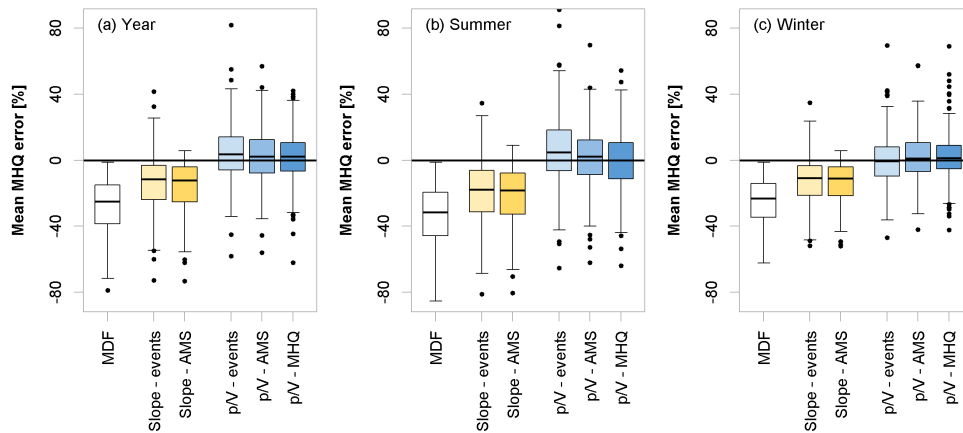 (a) Year
Mean MHQ error [%]
80
40
0
-40
-80
MDF
Slope - events
Slope - AMS
p/V - events
p/V - AMS
p/V - MHQ
(b) Summer
Mean MHQ error [%]
80
40
0
-40
-80
MDF
Slope - events
Slope - AMS
p/V - events
p/V - AMS
p/V - MHQ
(c) Winter
Mean MHQ error [%]
80
40
0
-40
-80
MDF
Slope - events
Slope - AMS
p/V - events
p/V - AMS
p/V - MHQ